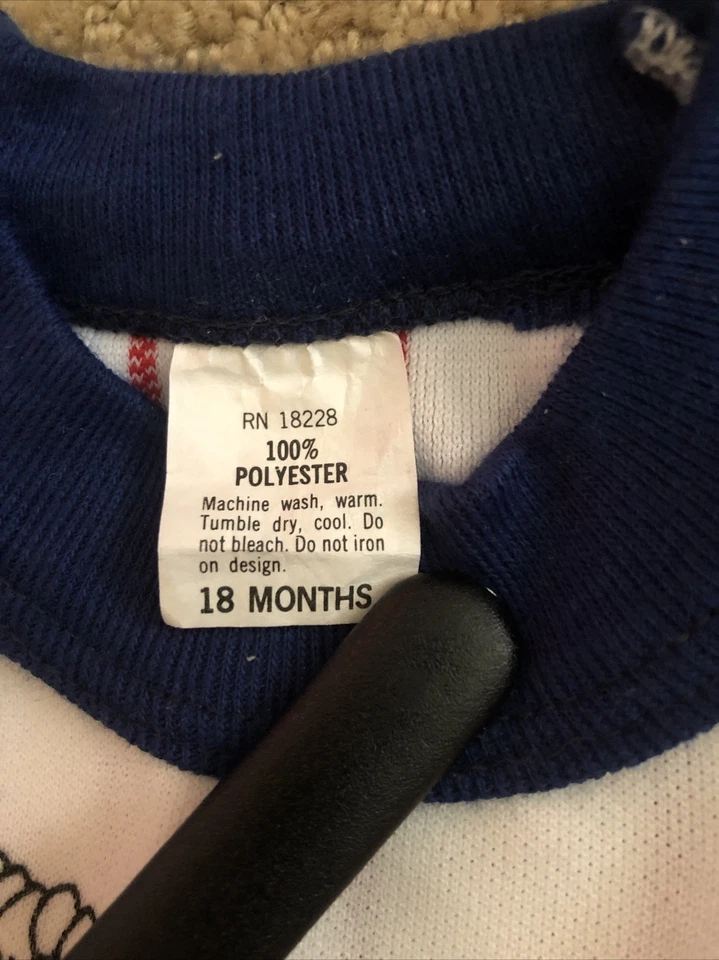 RN 18228
100%
POLYESTER
Machine wash, warm.
Tumble dry, cool. Do
not bleach. Do not iron
on design.
18 MONTHS